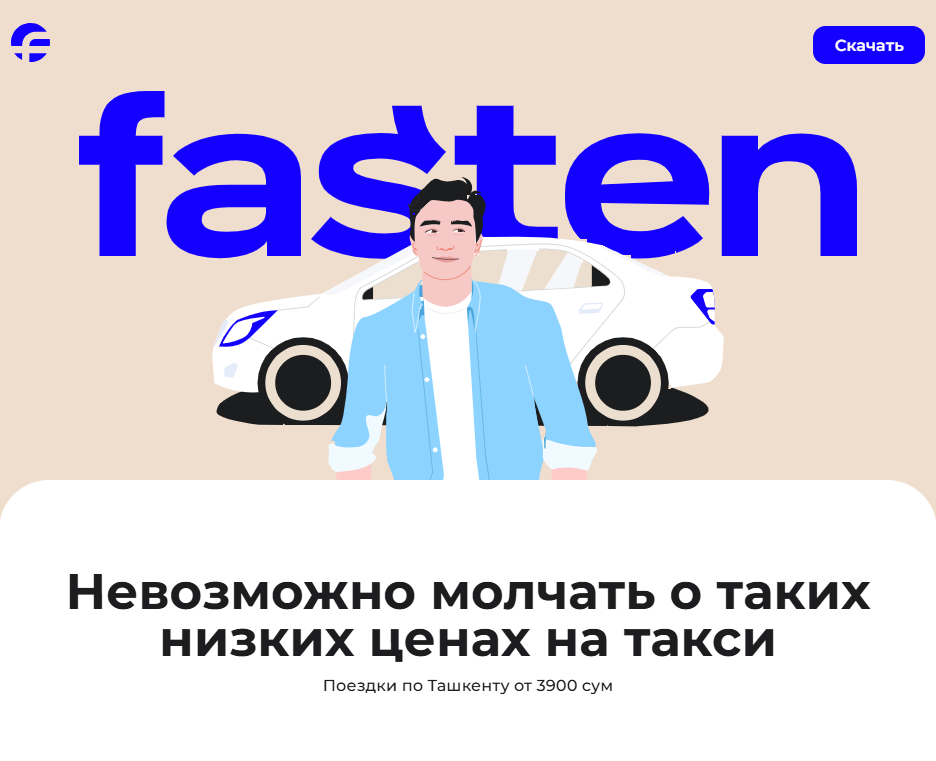 Скачать
fasten
Невозможно молчать о таких
низких ценах на такси
Поездки по Ташкенту от 3900 сум